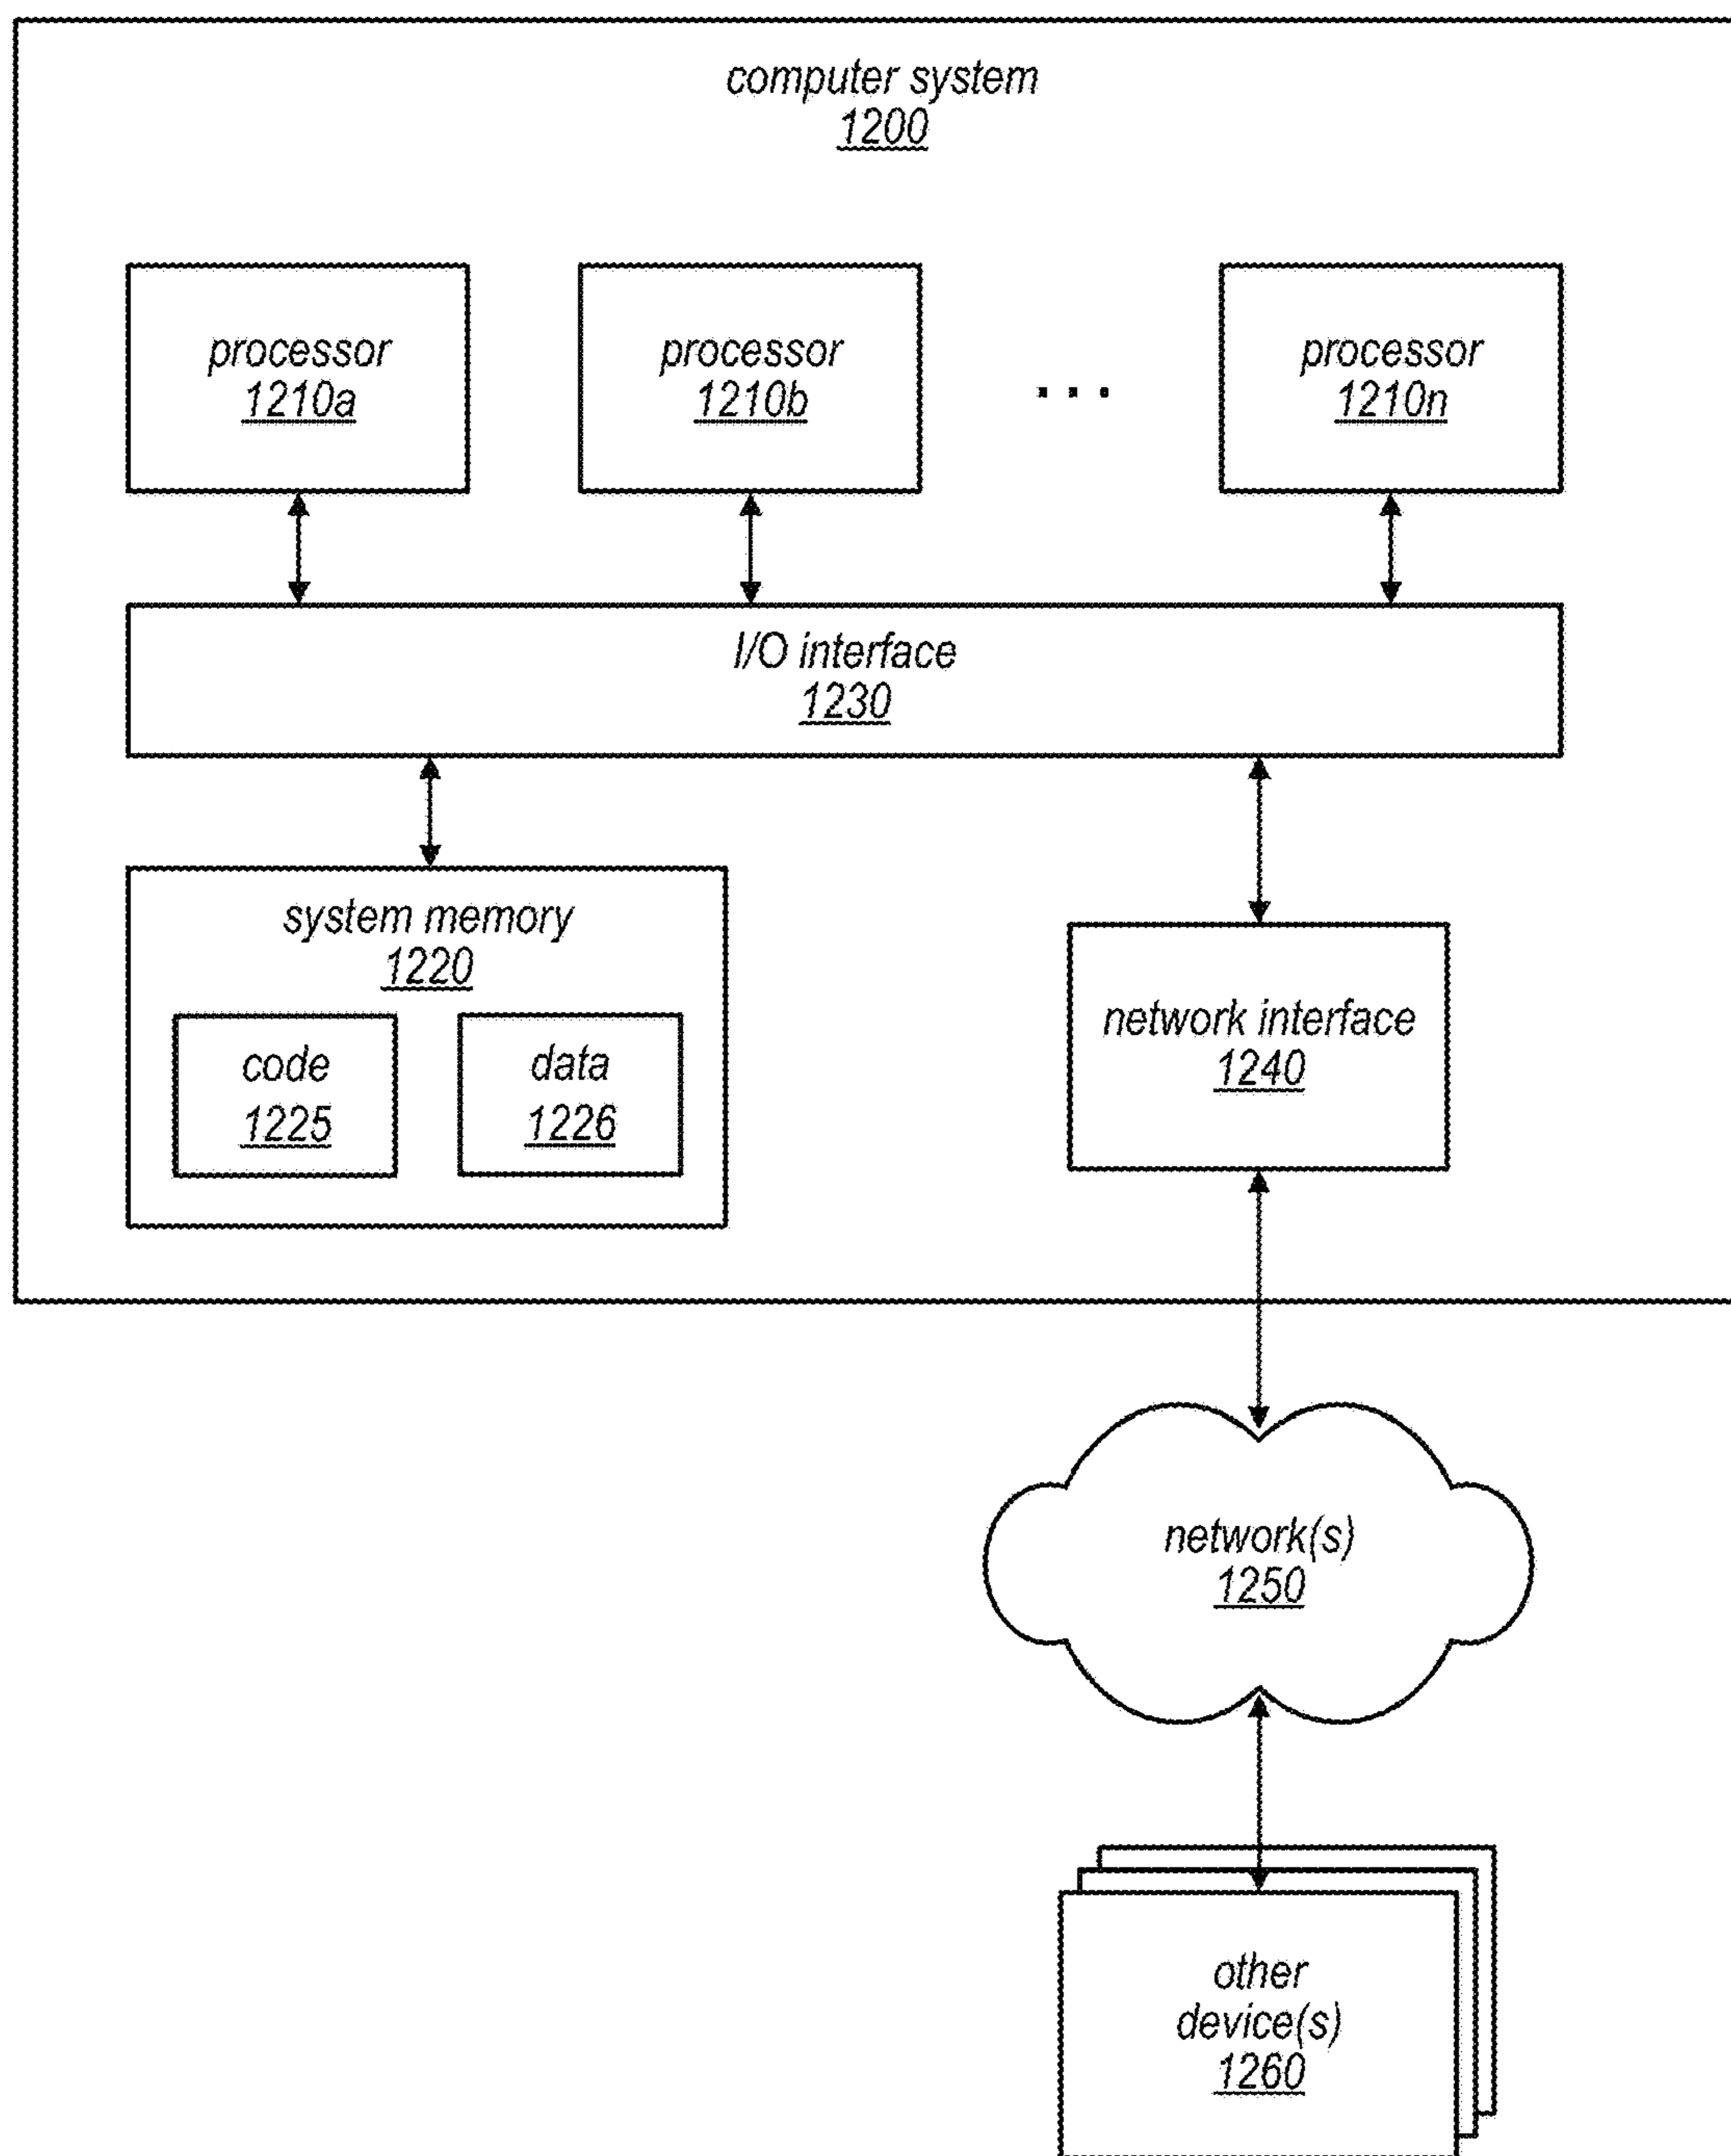 computer system
1200
processor
1210a
processor
1210b
...
processor
1210n
I/O interface
1230
system memory
1220
code
1225
data
1226
network interface
1240
network(s)
1250
other
device(s)
1260